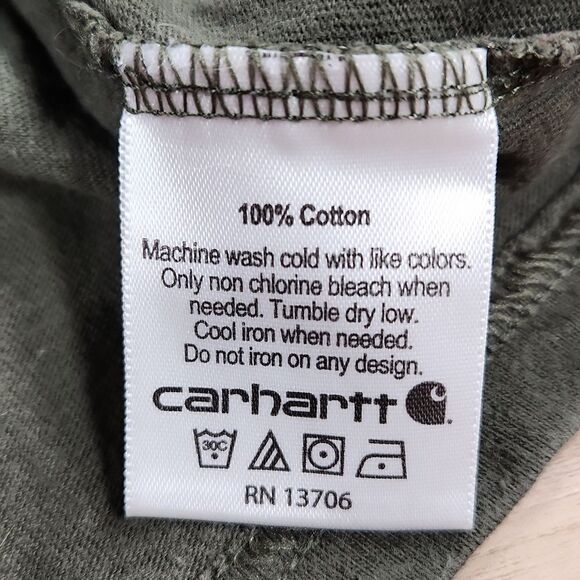 100% Cotton
Machine wash cold with like colors.
Only non chlorine bleach when
needed. Tumble dry low.
Cool iron when needed.
Do not iron on any design.
carhartt
30C
RN 13706